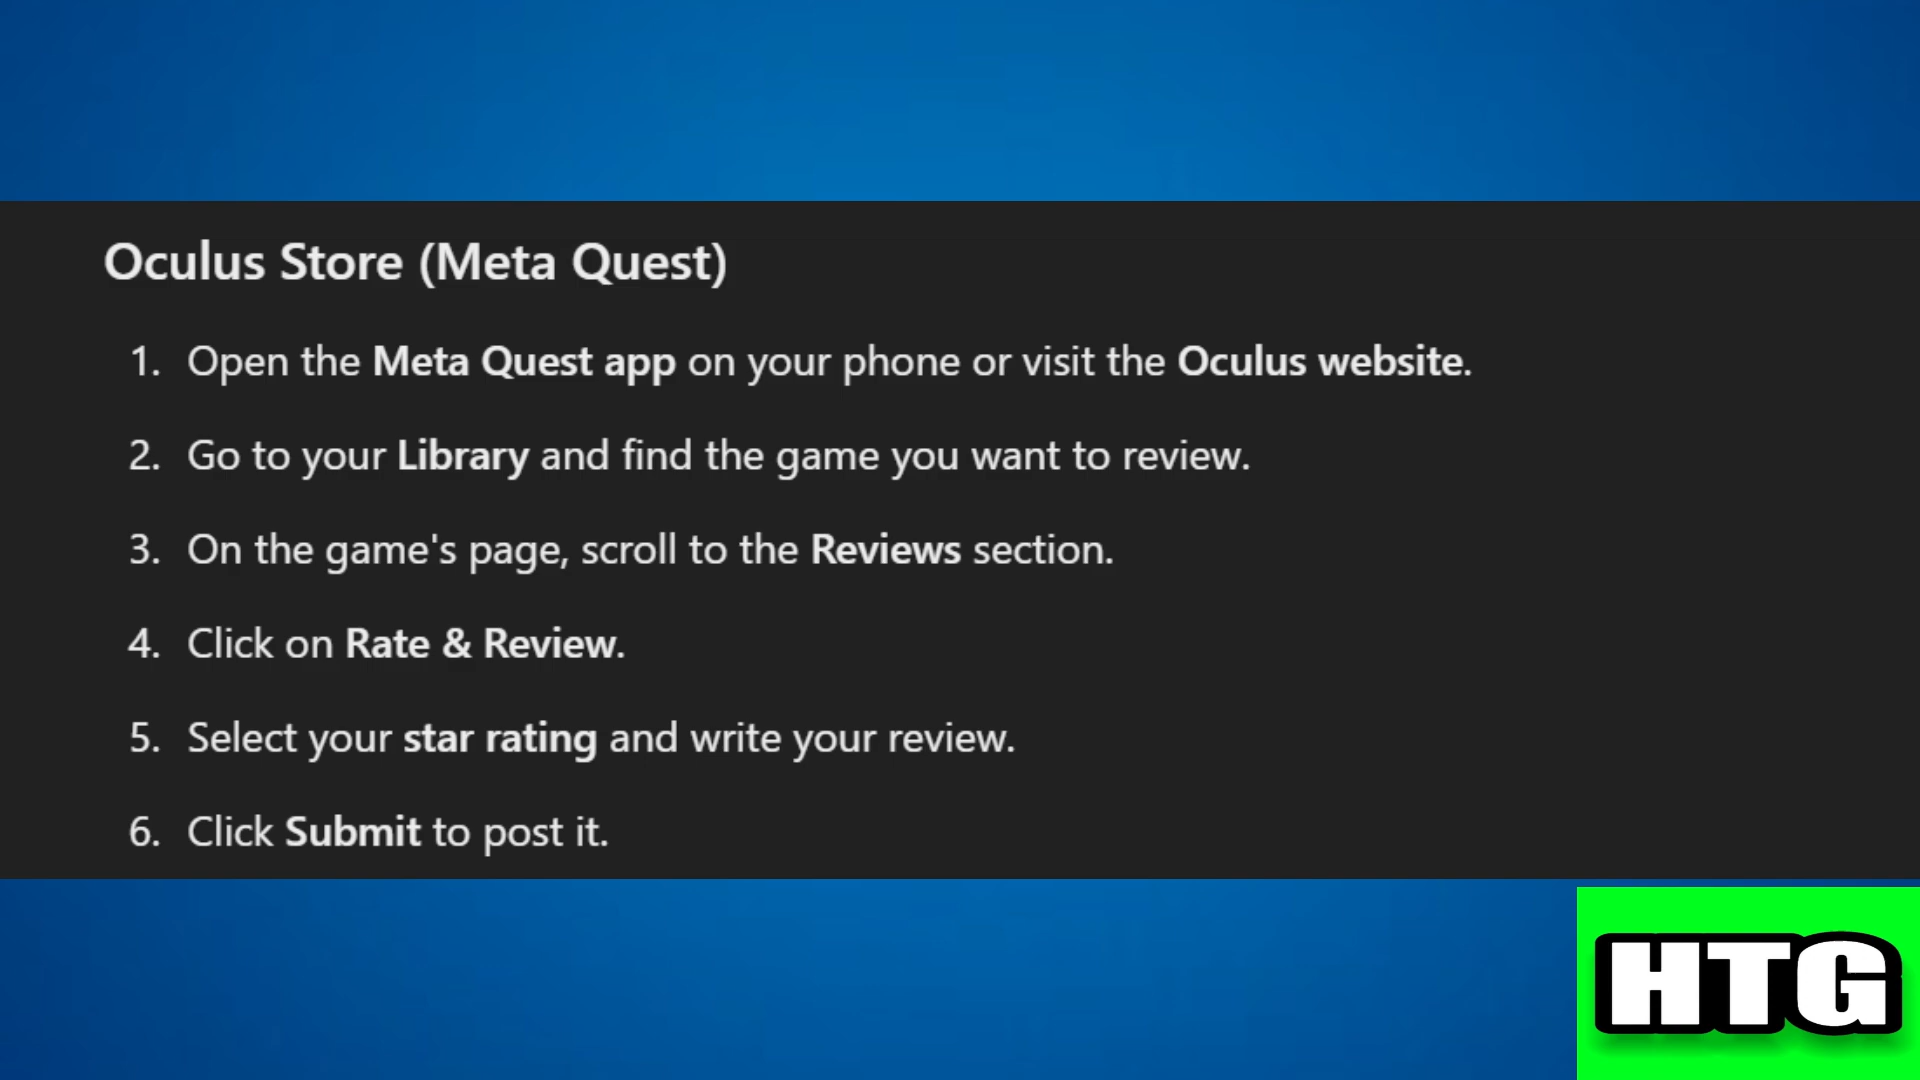 Oculus Store (Meta Quest)
1. Open the Meta Quest app on your phone or visit the Oculus website.
2. Go to your Library and find the game you want to review.
3. On the game's page, scroll to the Reviews section.
4. Click on Rate & Review.
5. Select your star rating and write your review.
6. Click Submit to post it.
HTG